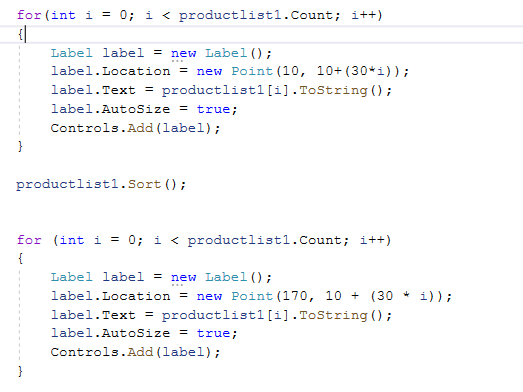 for(int i = 0; i < productlist1.Count; i++)
{
Label label = new Label();
label.Location = new Point(10, 10+(30*i));
label.Text = productlist1[i].ToString();
label.AutoSize = true;
Controls.Add(label);
}
productlist1.Sort();
for (int i = 0; i < productlist1.Count; i++)
{
Label label = new Label();
label.Location = new Point(170, 10 + (30 * i));
label.Text = productlist1[i].ToString();
label.AutoSize = true;
Controls.Add(label);
}